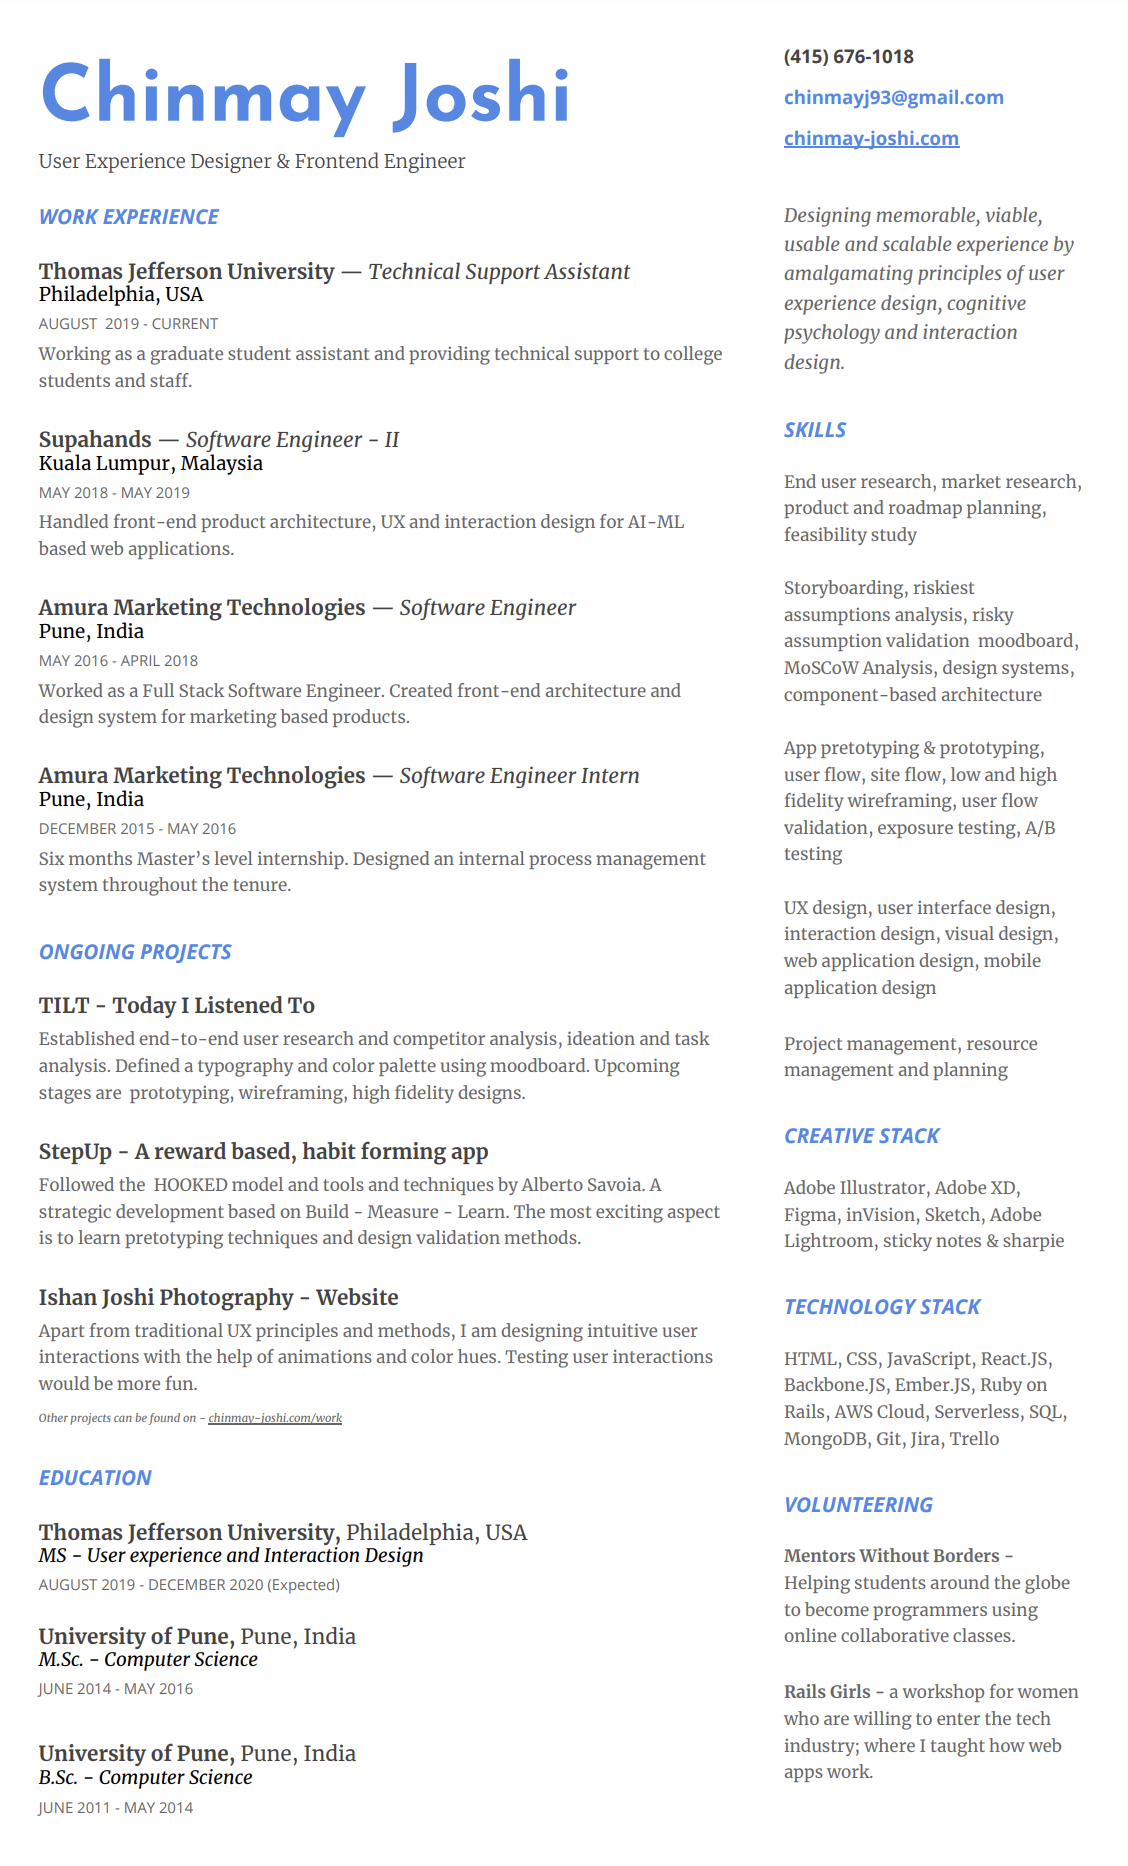 Chinmay Joshi
User Experience Designer & Frontend Engineer
WORK EXPERIENCE
Thomas Jefferson University — Technical Support Assistant
Philadelphia, USA
AUGUST  2019 - CURRENT
Working as a graduate student assistant and providing technical support to college
students and staff.
Supahands — Software Engineer - II
Kuala Lumpur, Malaysia
MAY 2018 - MAY 2019
Handled front-end product architecture, UX and interaction design for AI-ML
based web applications.
Amura Marketing Technologies — Software Engineer
Pune, India
MAY 2016 - APRIL 2018
Worked as a Full Stack Software Engineer. Created front-end architecture and
design system for marketing based products.
Amura Marketing Technologies — Software Engineer Intern
Pune, India
DECEMBER 2015 - MAY 2016
Six months Master’s level internship. Designed an internal process management
system throughout the tenure.
ONGOING PROJECTS
TILT - Today I Listened To
Established end-to-end user research and competitor analysis, ideation and task
analysis. Defined a typography and color palette using moodboard. Upcoming
stages are  prototyping, wireframing, high fidelity designs.
StepUp - A reward based, habit forming app
Followed the  HOOKED model and tools and techniques by Alberto Savoia. A
strategic development based on Build - Measure - Learn. The most exciting aspect
is to learn pretotyping techniques and design validation methods.
Ishan Joshi Photography - Website
Apart from traditional UX principles and methods, I am designing intuitive user
interactions with the help of animations and color hues. Testing user interactions
would be more fun.
Other projects can be found on - chinmay-joshi.com/work
EDUCATION
Thomas Jefferson University, Philadelphia, USA
MS - User experience and Interaction Design
AUGUST 2019 - DECEMBER 2020 (Expected)
University of Pune, Pune, India
M.Sc. - Computer Science
JUNE 2014 - MAY 2016
University of Pune, Pune, India
B.Sc. - Computer Science
JUNE 2011 - MAY 2014
(415) 676-1018
chinmayj93@gmail.com
chinmay-joshi.com
Designing memorable, viable,
usable and scalable experience by
amalgamating principles of user
experience design, cognitive
psychology and interaction
design.
SKILLS
End user research, market research,
product and roadmap planning,
feasibility study
Storyboarding, riskiest
assumptions analysis, risky
assumption validation  moodboard,
MoSCoW Analysis, design systems,
component-based architecture
App pretotyping & prototyping,
user flow, site flow, low and high
fidelity wireframing, user flow
validation, exposure testing, A/B
testing
UX design, user interface design,
interaction design, visual design,
web application design, mobile
application design
Project management, resource
management and planning
CREATIVE STACK
Adobe Illustrator, Adobe XD,
Figma, inVision, Sketch, Adobe
Lightroom, sticky notes & sharpie
TECHNOLOGY STACK
HTML, CSS, JavaScript, React.JS,
Backbone.JS, Ember.JS, Ruby on
Rails, AWS Cloud, Serverless, SQL,
MongoDB, Git, Jira, Trello
VOLUNTEERING
Mentors Without Borders -
Helping students around the globe
to become programmers using
online collaborative classes.
Rails Girls - a workshop for women
who are willing to enter the tech
industry; where I taught how web
apps work.